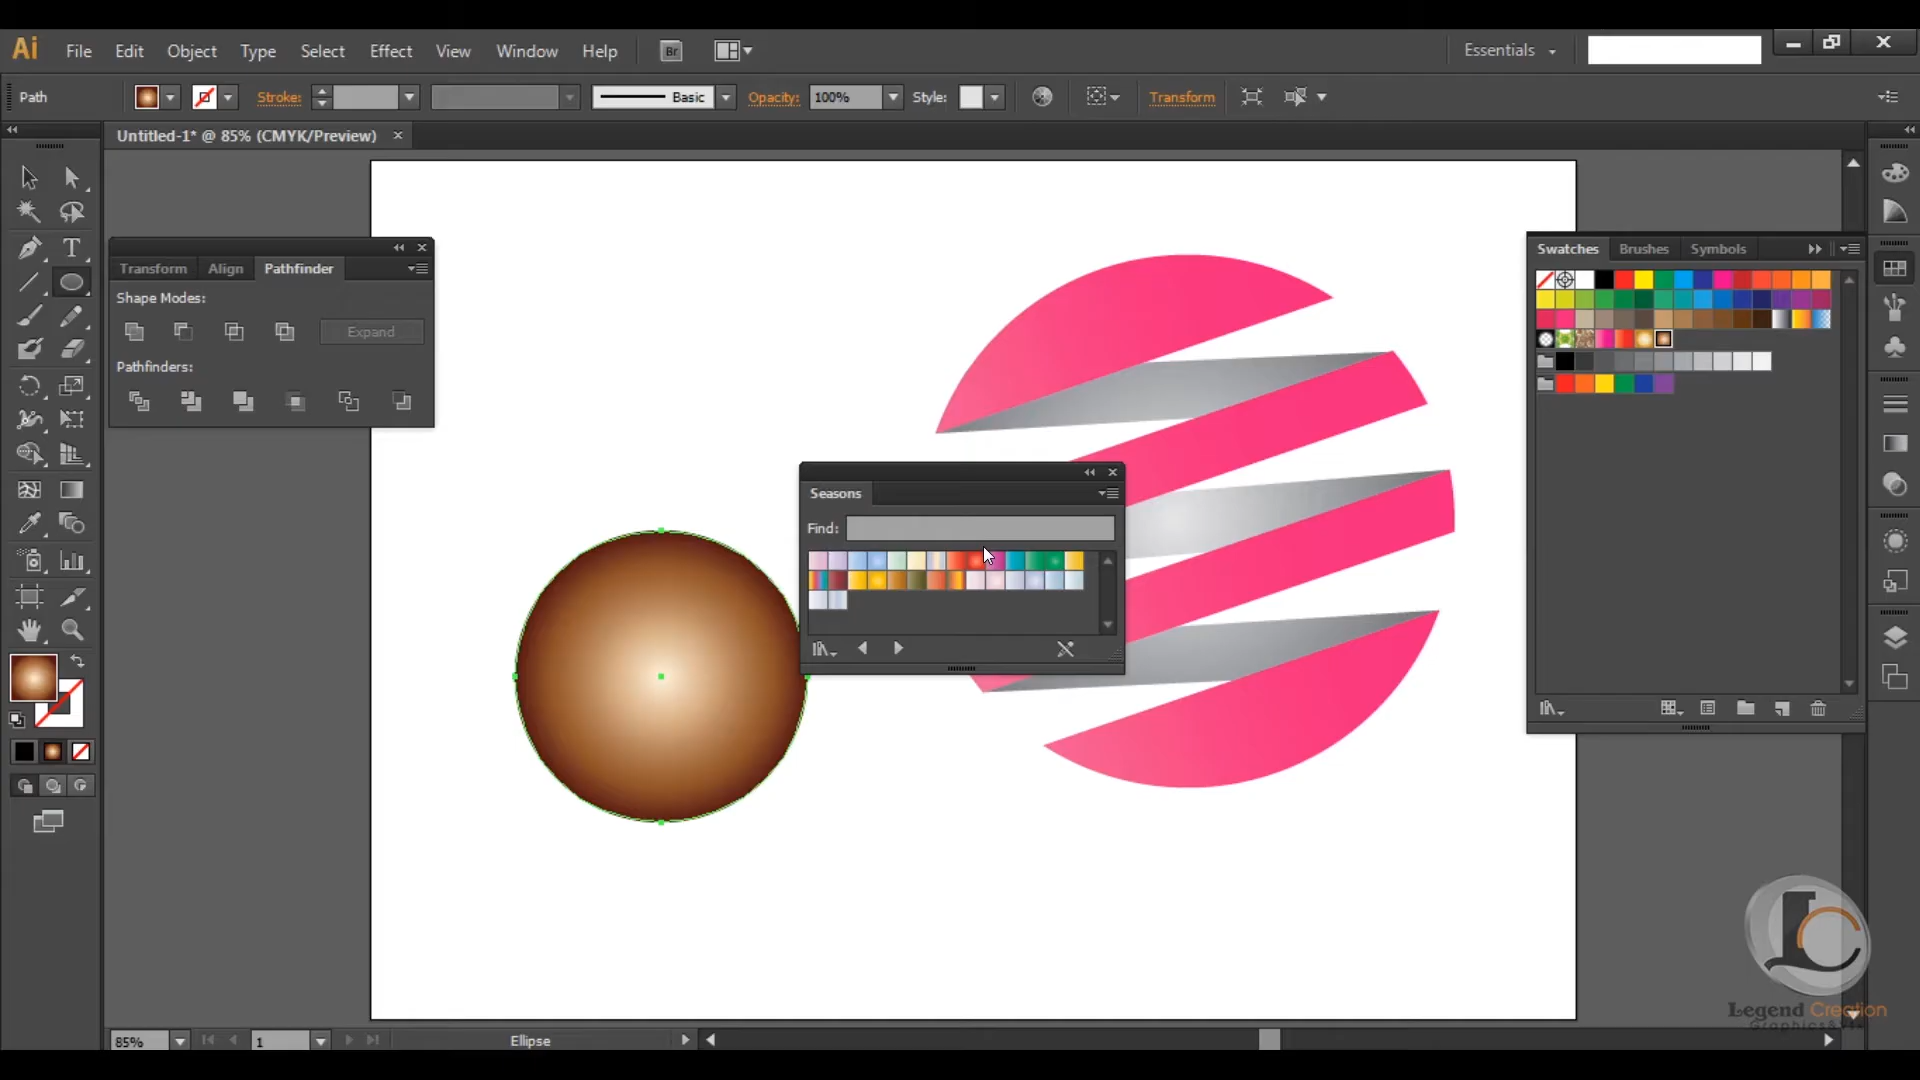 Ai File Edit Object Type Select Effect View Window Help Br Essentials
Path Stroke: Basic Opacity: 100% Style: Transform
Untitled-1* @ 85% (CMYK/Preview)
Transform Align Pathfinder
Shape Modes:
Expand
Pathfinders:
Swatches Brushes Symbols
Seasons
Find:
T
LC
Legend Creation
85% 1 Ellipse